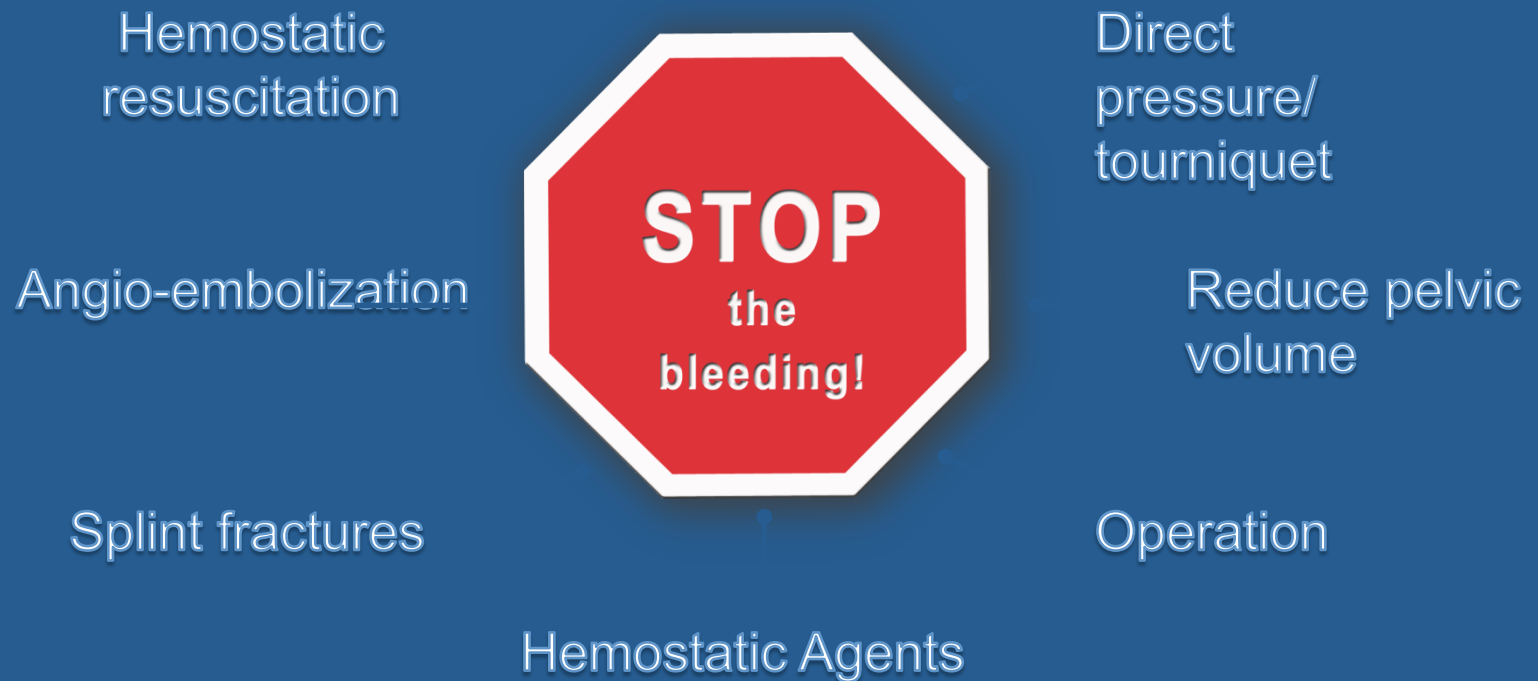 Hemostatic
resuscitation
Direct
pressure/
tourniquet
STOP
the
bleeding!
Angio-embolization
Reduce pelvic
volume
Splint fractures
Operation
Hemostatic Agents